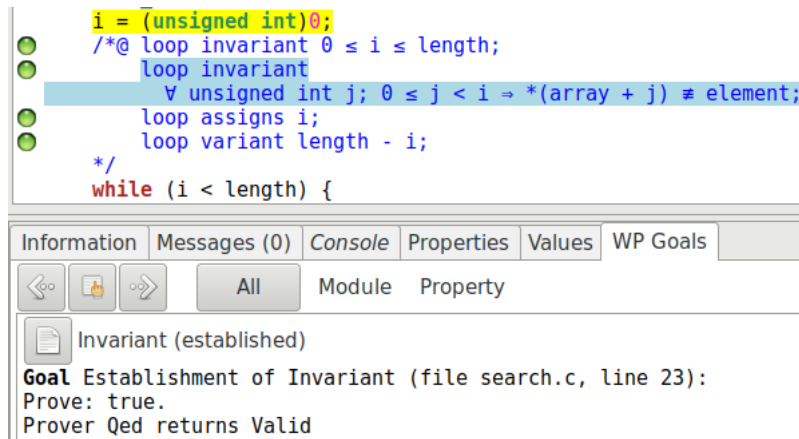 i = (unsigned int)0;
/*@ loop invariant 0 ≤ i ≤ length;
loop invariant
∀ unsigned int j; 0 ≤ j < i ⇒ *(array + j) ≢ element;
loop assigns i;
loop variant length - i;
*/
while (i < length) {
Information Messages (0) Console Properties Values WP Goals
All Module Property
Invariant (established)
Goal Establishment of Invariant (file search.c, line 23):
Prove: true.
Prover Qed returns Valid